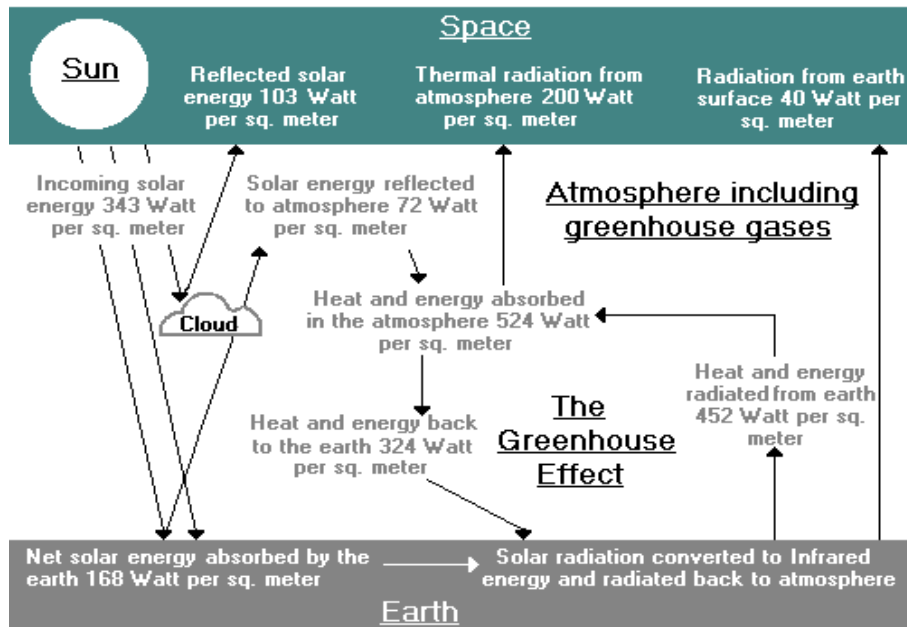 Space
Sun
Reflected solar
energy 103 Watt
per sq. meter
Thermal radiation from
atmosphere 200 Watt
per sq. meter
Radiation from earth
surface 40 Watt per
sq. meter
Incoming solar
energy 343 Watt
per sq. meter
Solar energy reflected
to atmosphere 72 Watt
per sq. meter
Atmosphere including
greenhouse gases
Cloud
Heat and energy absorbed
in the atmosphere 524 Watt
per sq. meter
Heat and energy
radiated from earth
452 Watt per sq.
meter
Heat and energy back
to the earth 324 Watt
per sq. meter
The
Greenhouse
Effect
Net solar energy absorbed by the
earth 168 Watt per sq. meter
Solar radiation converted to Infrared
energy and radiated back to atmosphere
Earth